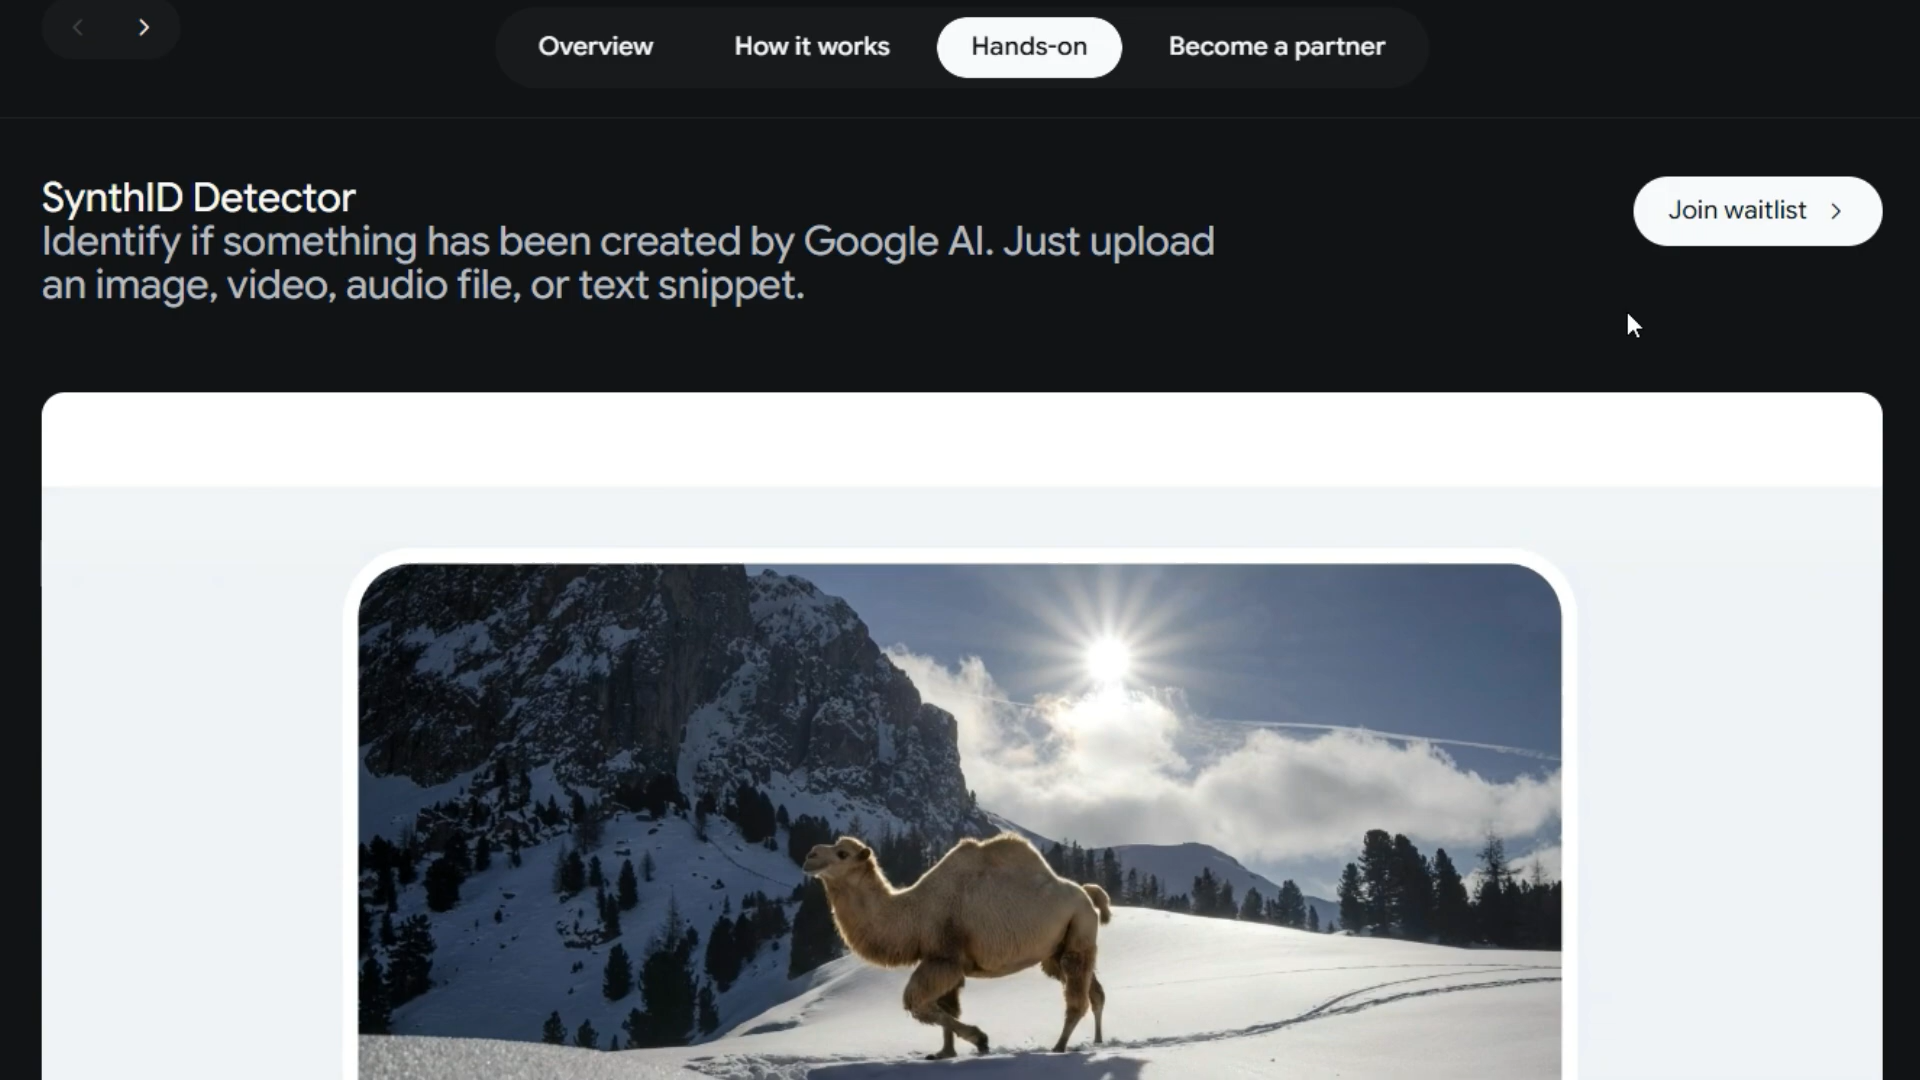 Overview How it works Hands-on Become a partner
SynthID Detector
Identify if something has been created by Google AI. Just upload
an image, video, audio file, or text snippet.
Join waitlist